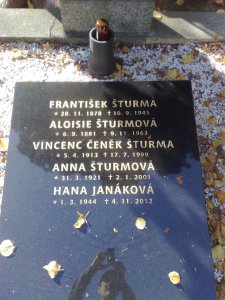 FRANTIŠEK ŠTURMA
* 28. 11. 1878 † 10. 9. 1945
ALOISIE ŠTURMOVÁ
* 6. 9. 1881 † 9. 11. 1963
VINCENC ČENĚK ŠTURMA
* 5. 4. 1913 † 17. 7. 1999
ANNA ŠTURMOVÁ
* 31. 3. 1921 † 2. 1. 2001
HANA JANÁKOVÁ
* 1. 3. 1944 † 4. 11. 2012